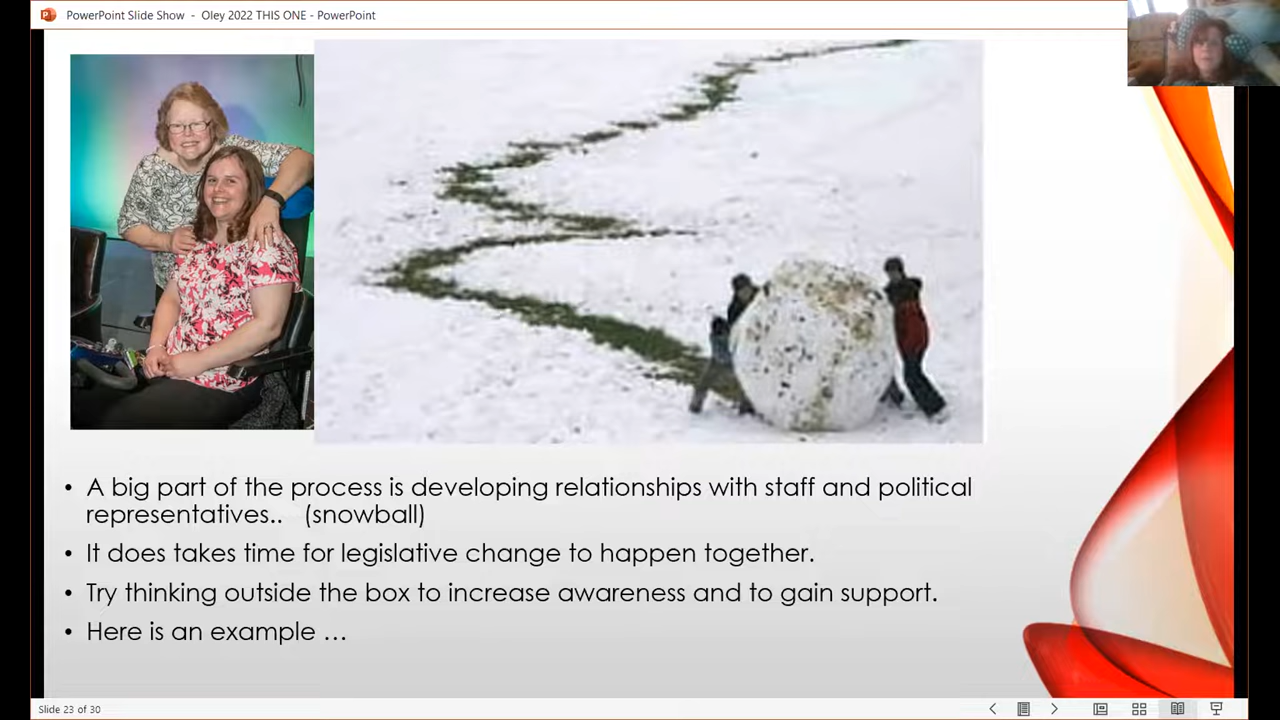 PowerPoint Slide Show - Oley 2022 THIS ONE - PowerPoint
• A big part of the process is developing relationships with staff and political
representatives.. (snowball)
• It does takes time for legislative change to happen together.
• Try thinking outside the box to increase awareness and to gain support.
• Here is an example …
Slide 23 of 30